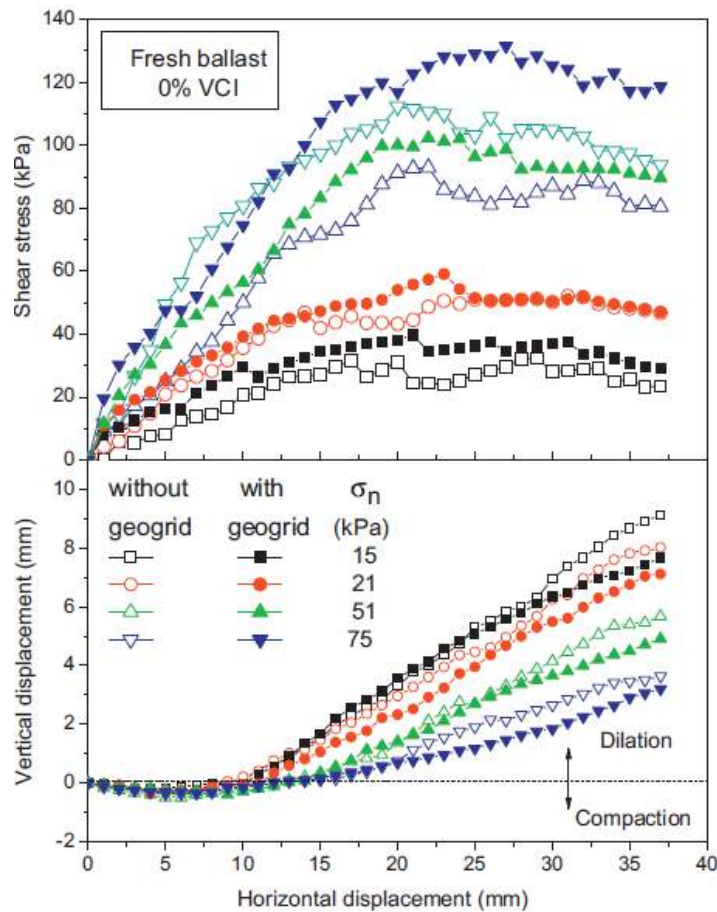 Fresh ballast
0% VCI
Shear stress (kPa)
140
120
100
80
60
40
20
0
without with σn
geogrid geogrid (kPa)
15
21
51
75
Vertical displacement (mm)
10
8
6
4
2
0
-2
Dilation
Compaction
0 5 10 15 20 25 30 35 40
Horizontal displacement (mm)